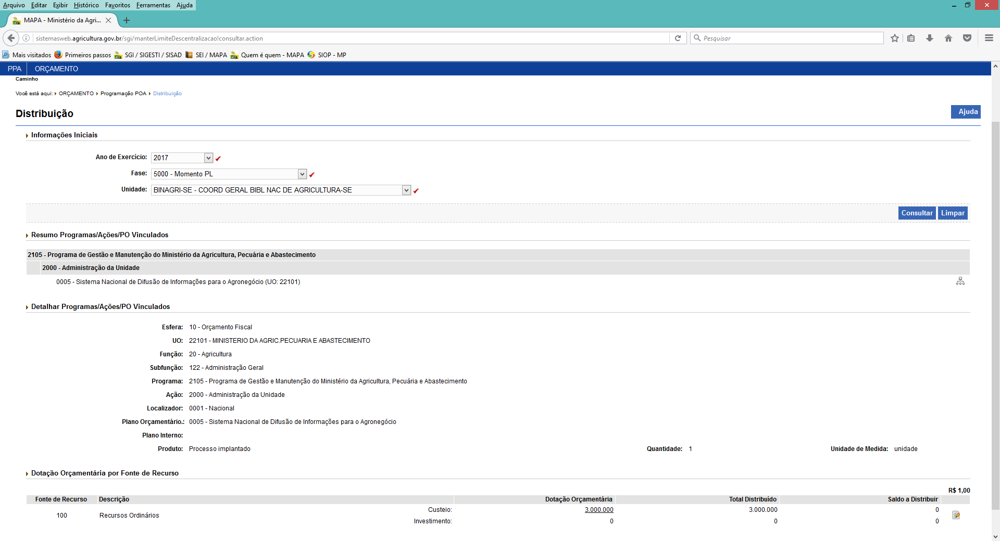 Arquivo Editar Exibir Histórico Favoritos Ferramentas Ajuda
MAPA - Ministério da Agri...
sistemasweb.agricultura.gov.br/sgi/manterLimiteDescentralizacao!consultar.action
Pesquisar
Mais visitados Primeiros passos SGI / SIGESTI / SISAD SEI / MAPA Quem é quem - MAPA SIOP - MP
PPA ORÇAMENTO
Caminho
Você está aqui: ORÇAMENTO Programação POA Distribuição
Distribuição
Ajuda
Informações Iniciais
Ano de Exercício: 2017
Fase: 5000 - Momento PL
Unidade: BINAGRI-SE - COORD GERAL BIBL NAC DE AGRICULTURA-SE
Consultar Limpar
Resumo Programas/Ações/PO Vinculados
2105 - Programa de Gestão e Manutenção do Ministério da Agricultura, Pecuária e Abastecimento
2000 - Administração da Unidade
0005 - Sistema Nacional de Difusão de Informações para o Agronegócio (UO: 22101)
Detalhar Programas/Ações/PO Vinculados
Esfera: 10 - Orçamento Fiscal
UO: 22101 - MINISTERIO DA AGRIC.PECUARIA E ABASTECIMENTO
Função: 20 - Agricultura
Subfunção: 122 - Administração Geral
Programa: 2105 - Programa de Gestão e Manutenção do Ministério da Agricultura, Pecuária e Abastecimento
Ação: 2000 - Administração da Unidade
Localizador: 0001 - Nacional
Plano Orçamentário.: 0005 - Sistema Nacional de Difusão de Informações para o Agronegócio
Plano Interno:
Produto: Processo implantado Quantidade: 1 Unidade de Medida: unidade
Dotação Orçamentária por Fonte de Recurso
R$ 1,00
Fonte de Recurso Descrição Dotação Orçamentária Total Distribuído Saldo a Distribuir
Custeio: 3.000.000 3.000.000 0
100 Recursos Ordinários
Investimento: 0 0 0